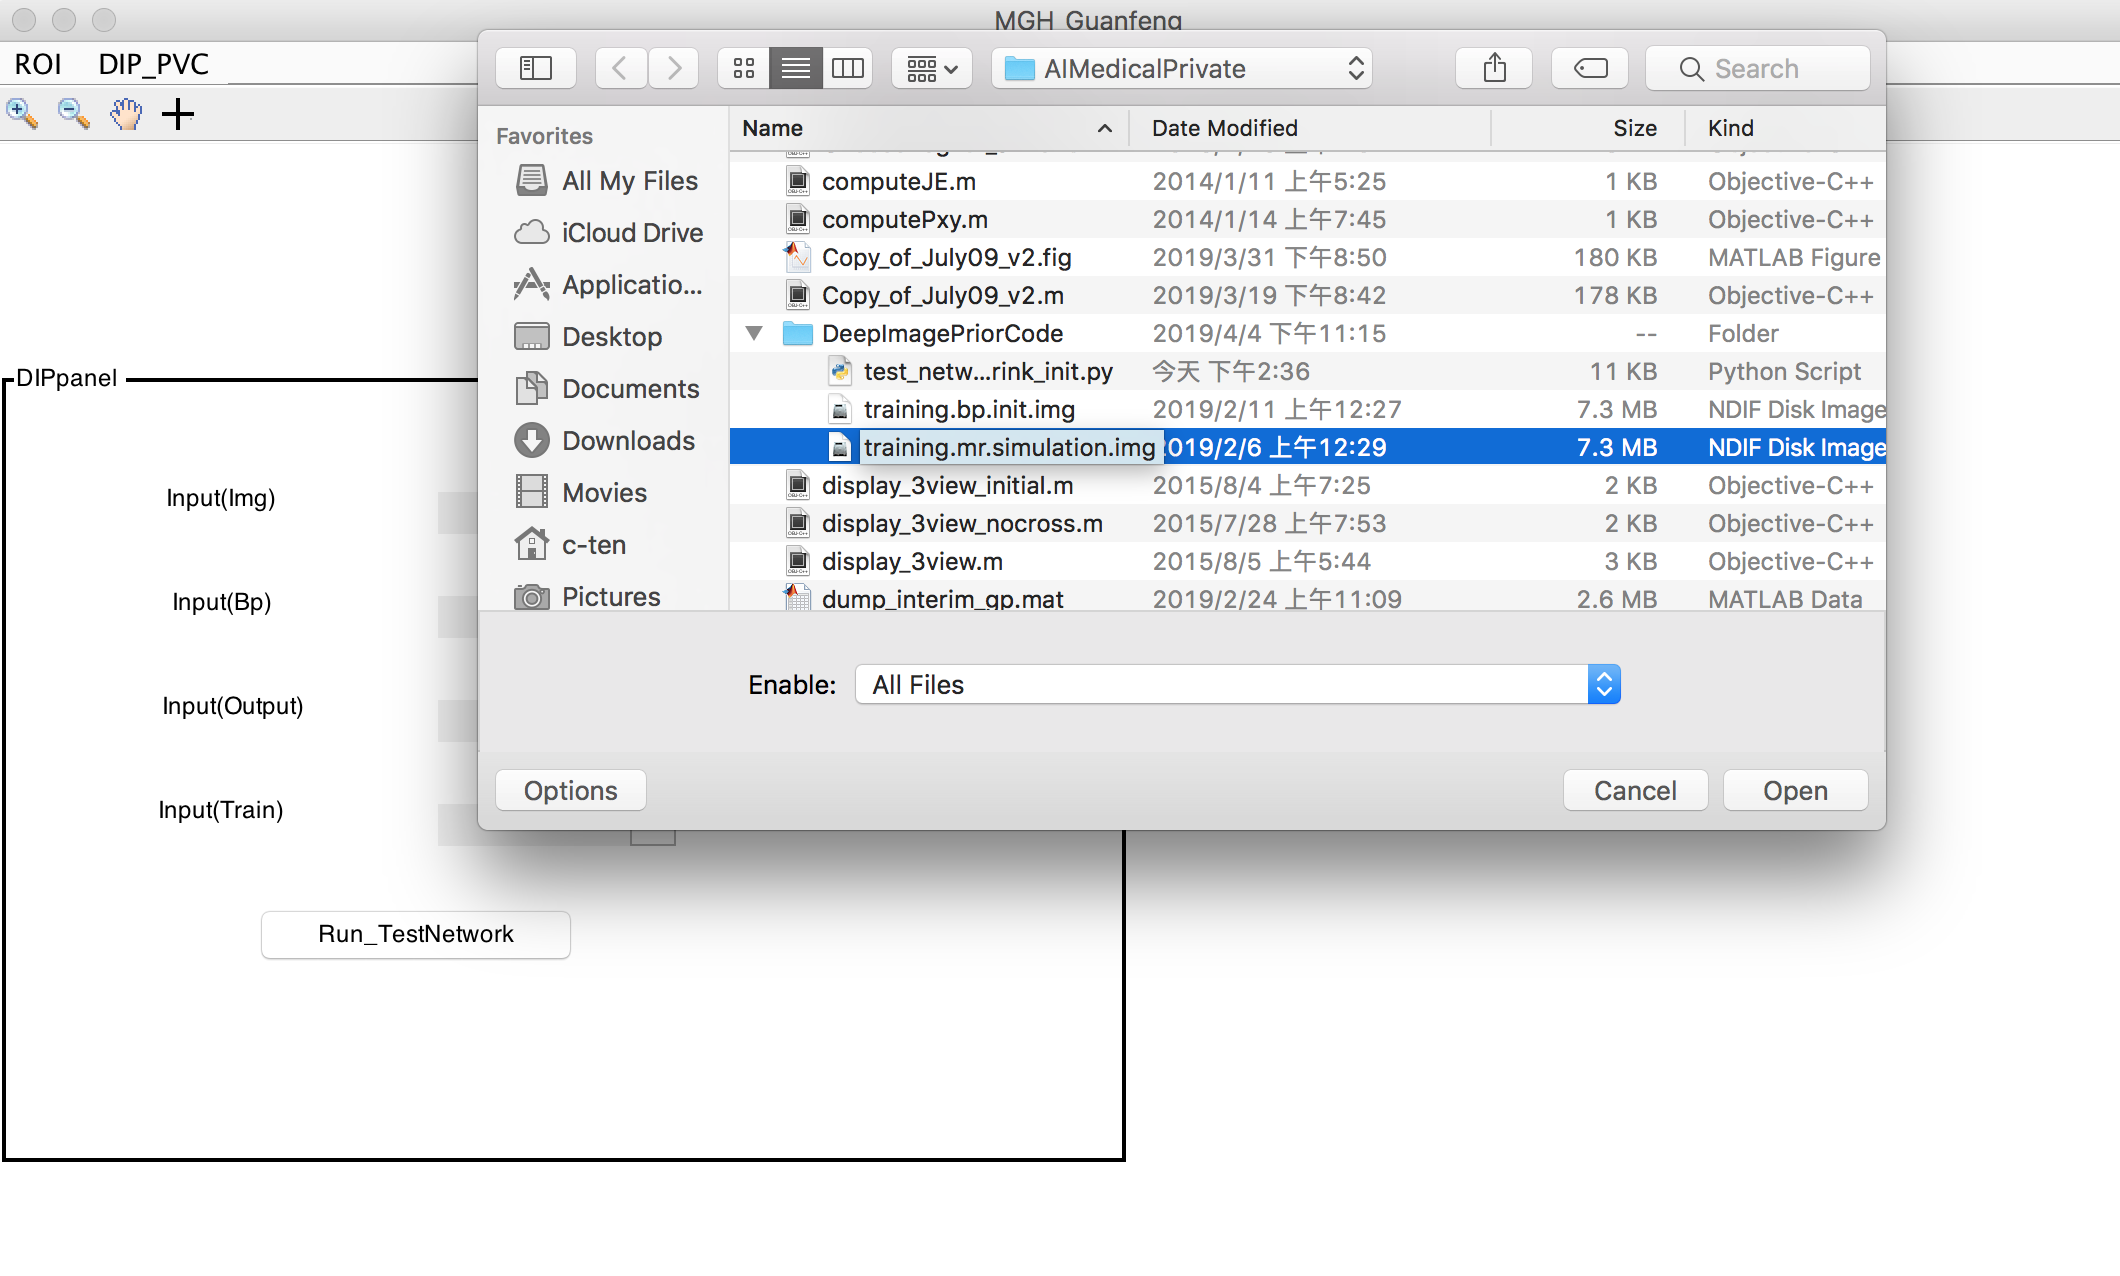 MGH_Guanfeng
ROI DIP_PVC
AIMedicalPrivate
Search
Favorites
All My Files
iCloud Drive
Applicatio...
Desktop
Documents
Downloads
Movies
c-ten
Pictures
Name Date Modified Size Kind
computeJE.m 2014/1/11 上午5:25 1 KB Objective-C++
computePxy.m 2014/1/14 上午7:45 1 KB Objective-C++
Copy_of_July09_v2.fig 2019/3/31 下午8:50 180 KB MATLAB Figure
Copy_of_July09_v2.m 2019/3/19 下午8:42 178 KB Objective-C++
DeepImagePriorCode 2019/4/4 下午11:15 -- Folder
test_netw...rink_init.py 今天 下午2:36 11 KB Python Script
training.bp.init.img 2019/2/11 上午12:27 7.3 MB NDIF Disk Image
training.mr.simulation.img 2019/2/6 上午12:29 7.3 MB NDIF Disk Image
display_3view_initial.m 2015/8/4 上午7:25 2 KB Objective-C++
display_3view_nocross.m 2015/7/28 上午7:53 2 KB Objective-C++
display_3view.m 2015/8/5 上午5:44 3 KB Objective-C++
dump_interim_gp.mat 2019/2/24 上午11:09 2.6 MB MATLAB Data
Enable: All Files
Options Cancel Open
DIPpanel
Input(Img)
Input(Bp)
Input(Output)
Input(Train)
Run_TestNetwork